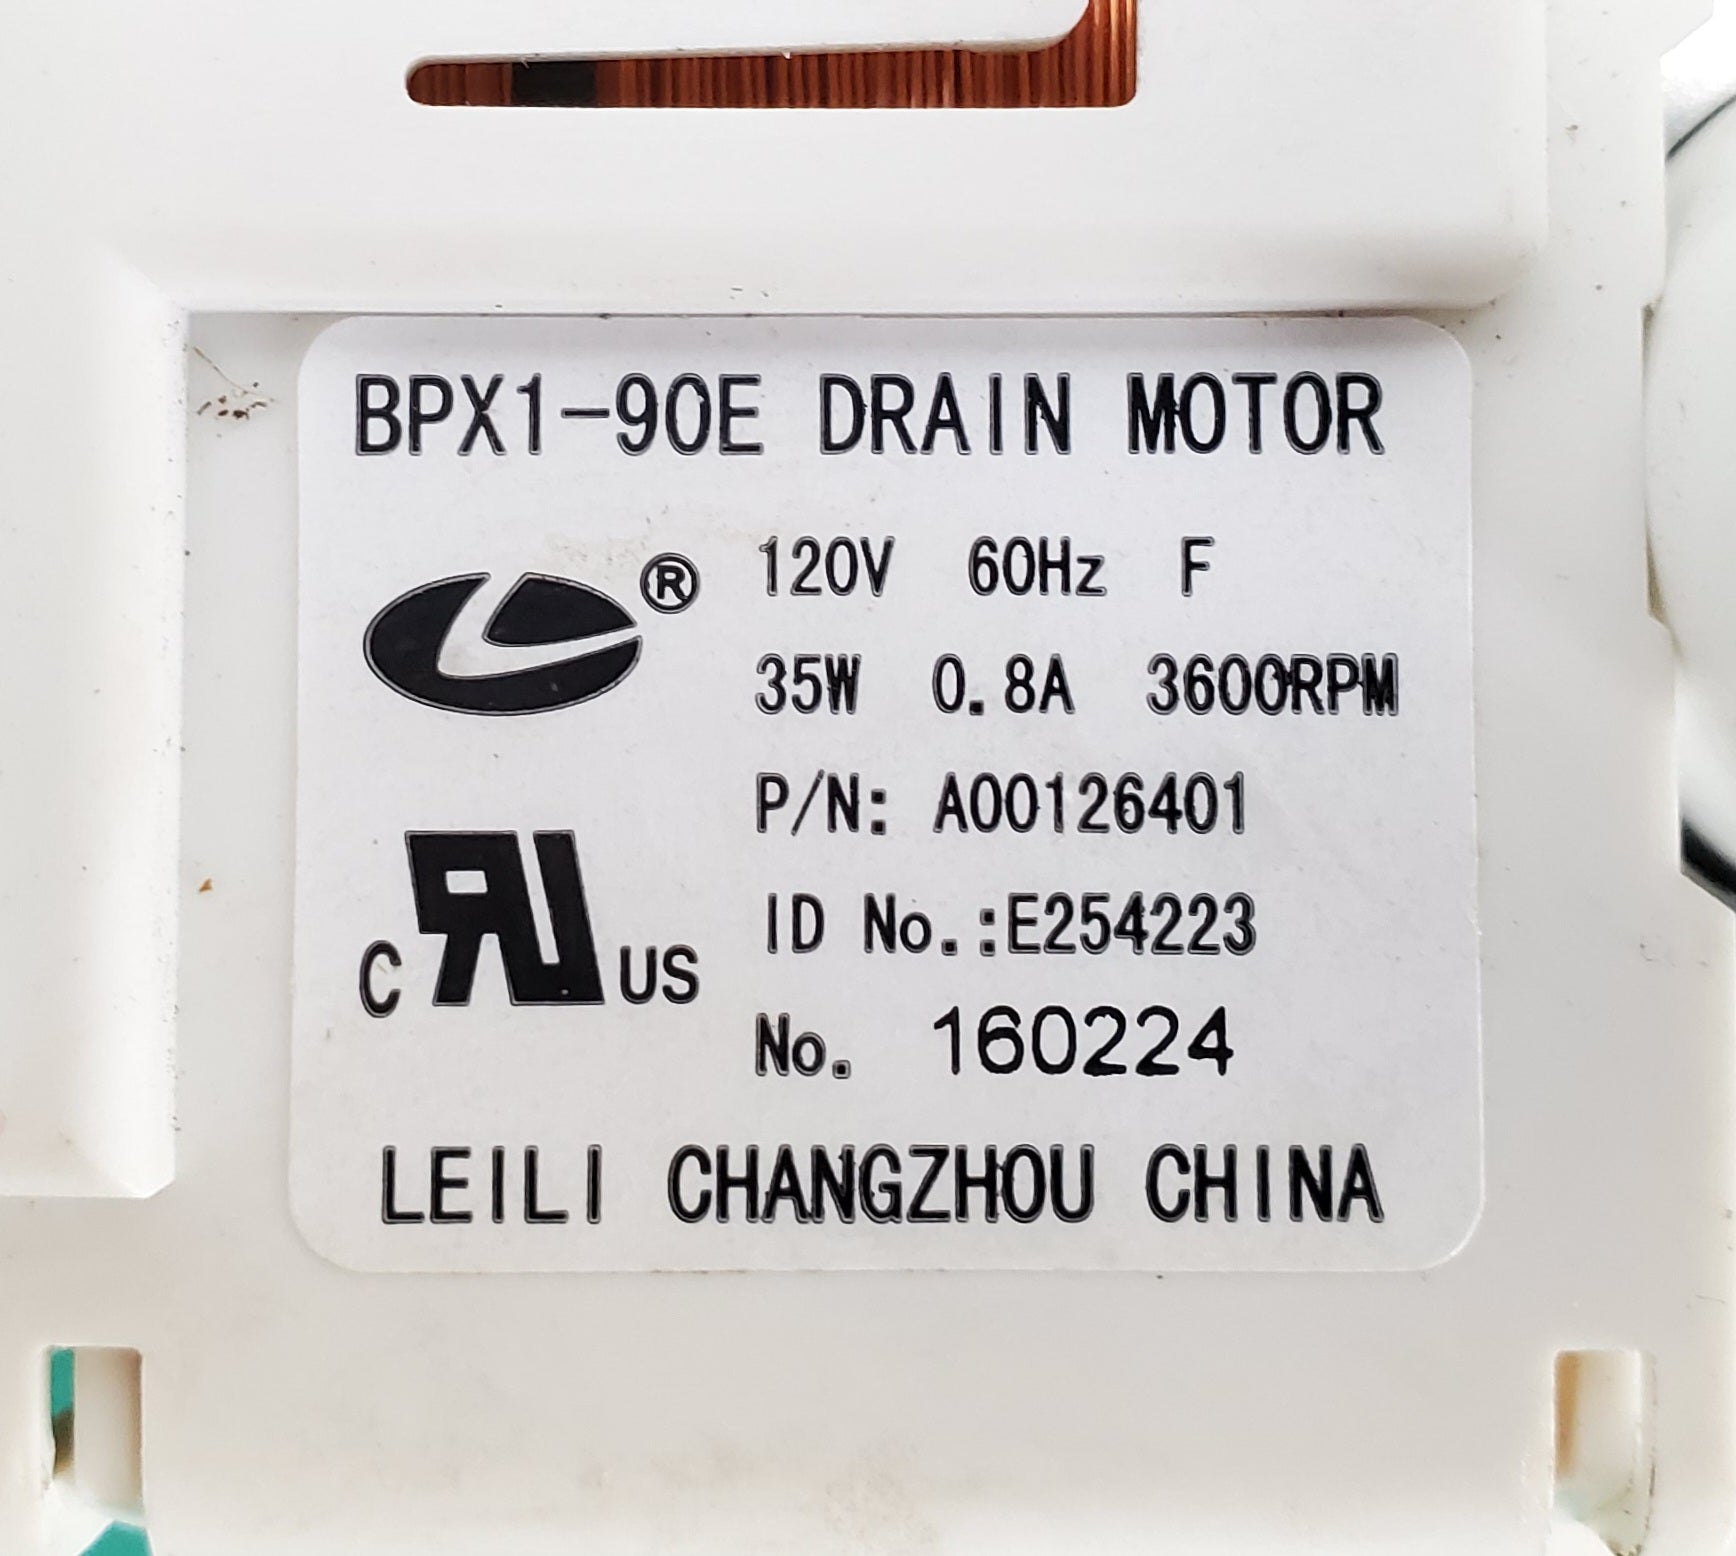 BPX1-90E DRAIN MOTOR
®
120V 60Hz F
35W 0.8A 3600RPM
P/N: A00126401
C RU US
ID No.:E254223
No. 160224
LEILI CHANGZHOU CHINA